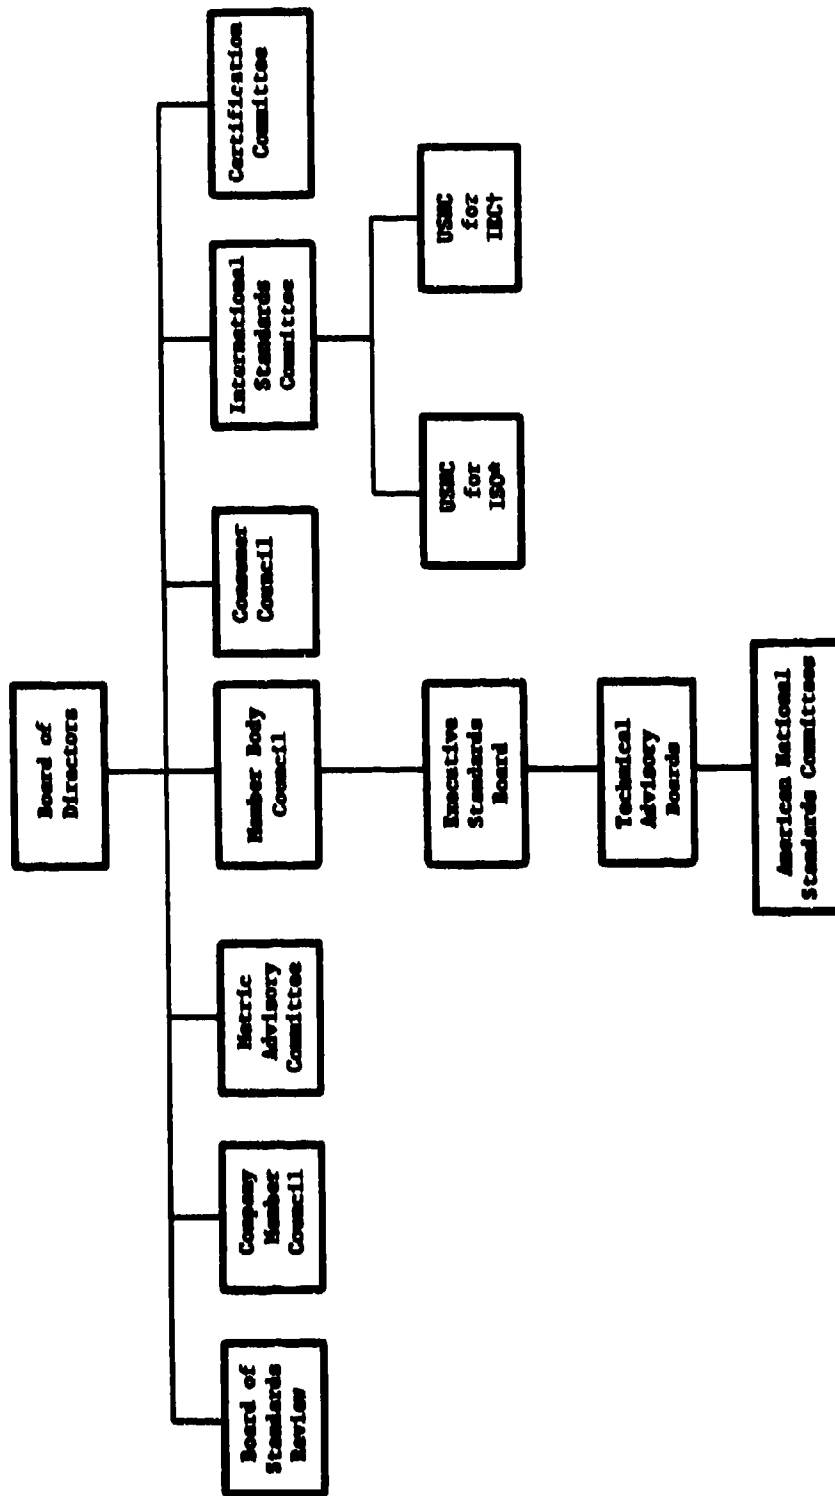 Board of
Directors
Board of
Standards
Review
Company
Member
Council
Metric
Advisory
Committee
Member Body
Council
Consumer
Council
International
Standards
Committee
Certification
Committee
Executive
Standards
Board
USNC
for
ISO*
USNC
for
IEC†
Technical
Advisory
Boards
American National
Standards Committees